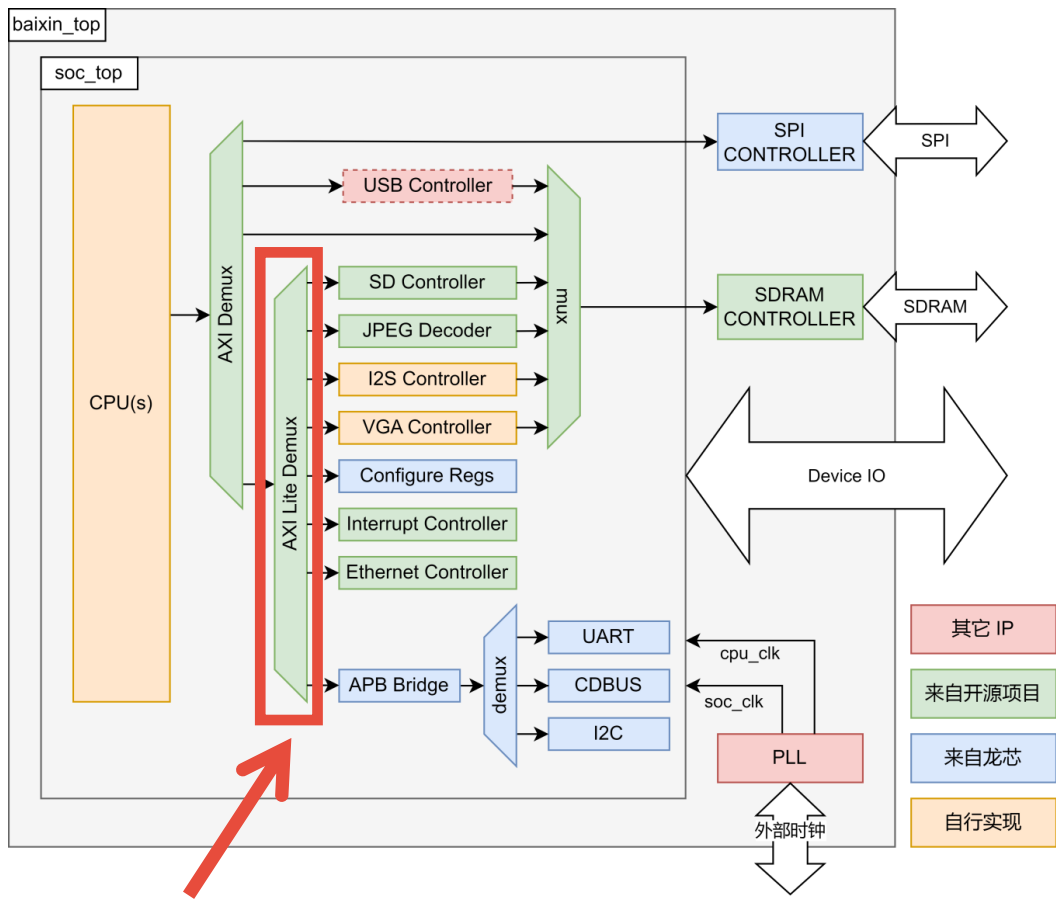 baixin_top
soc_top
SPI
CONTROLLER
SPI
USB Controller
AXI Demux
SD Controller
mux
SDRAM
CONTROLLER
SDRAM
JPEG Decoder
I2S Controller
CPU(s)
VGA Controller
AXI Lite Demux
Configure Regs
Device IO
Interrupt Controller
Ethernet Controller
UART
其它 IP
cpu_clk
APB Bridge
demux
CDBUS
soc_clk
来自开源项目
I2C
PLL
来自龙芯
外部时钟
自行实现